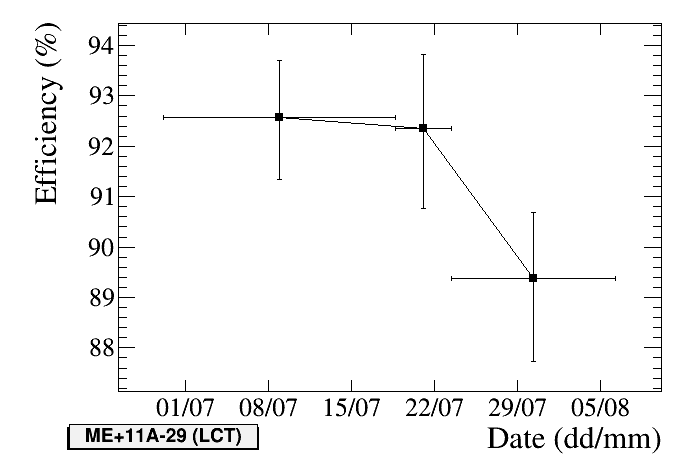 Efficiency (%)
94
93
92
91
90
89
88
01/07 08/07 15/07 22/07 29/07 05/08
ME+11A-29 (LCT)
Date (dd/mm)